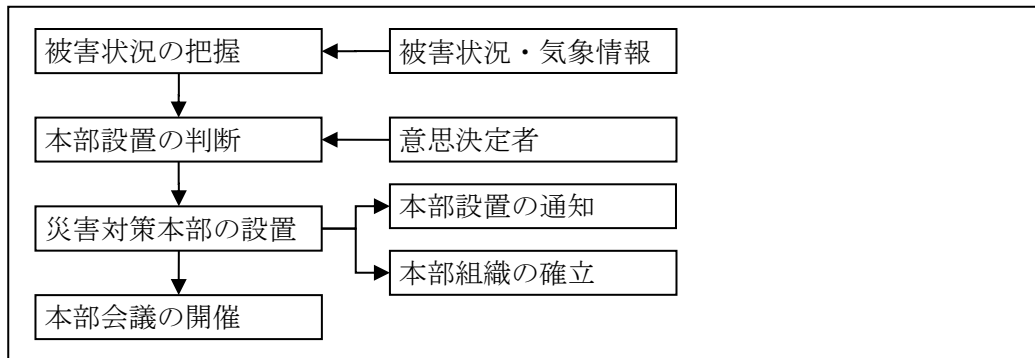 被害状況の把握
被害状況・気象情報
本部設置の判断
意思決定者
災害対策本部の設置
本部設置の通知
本部組織の確立
本部会議の開催